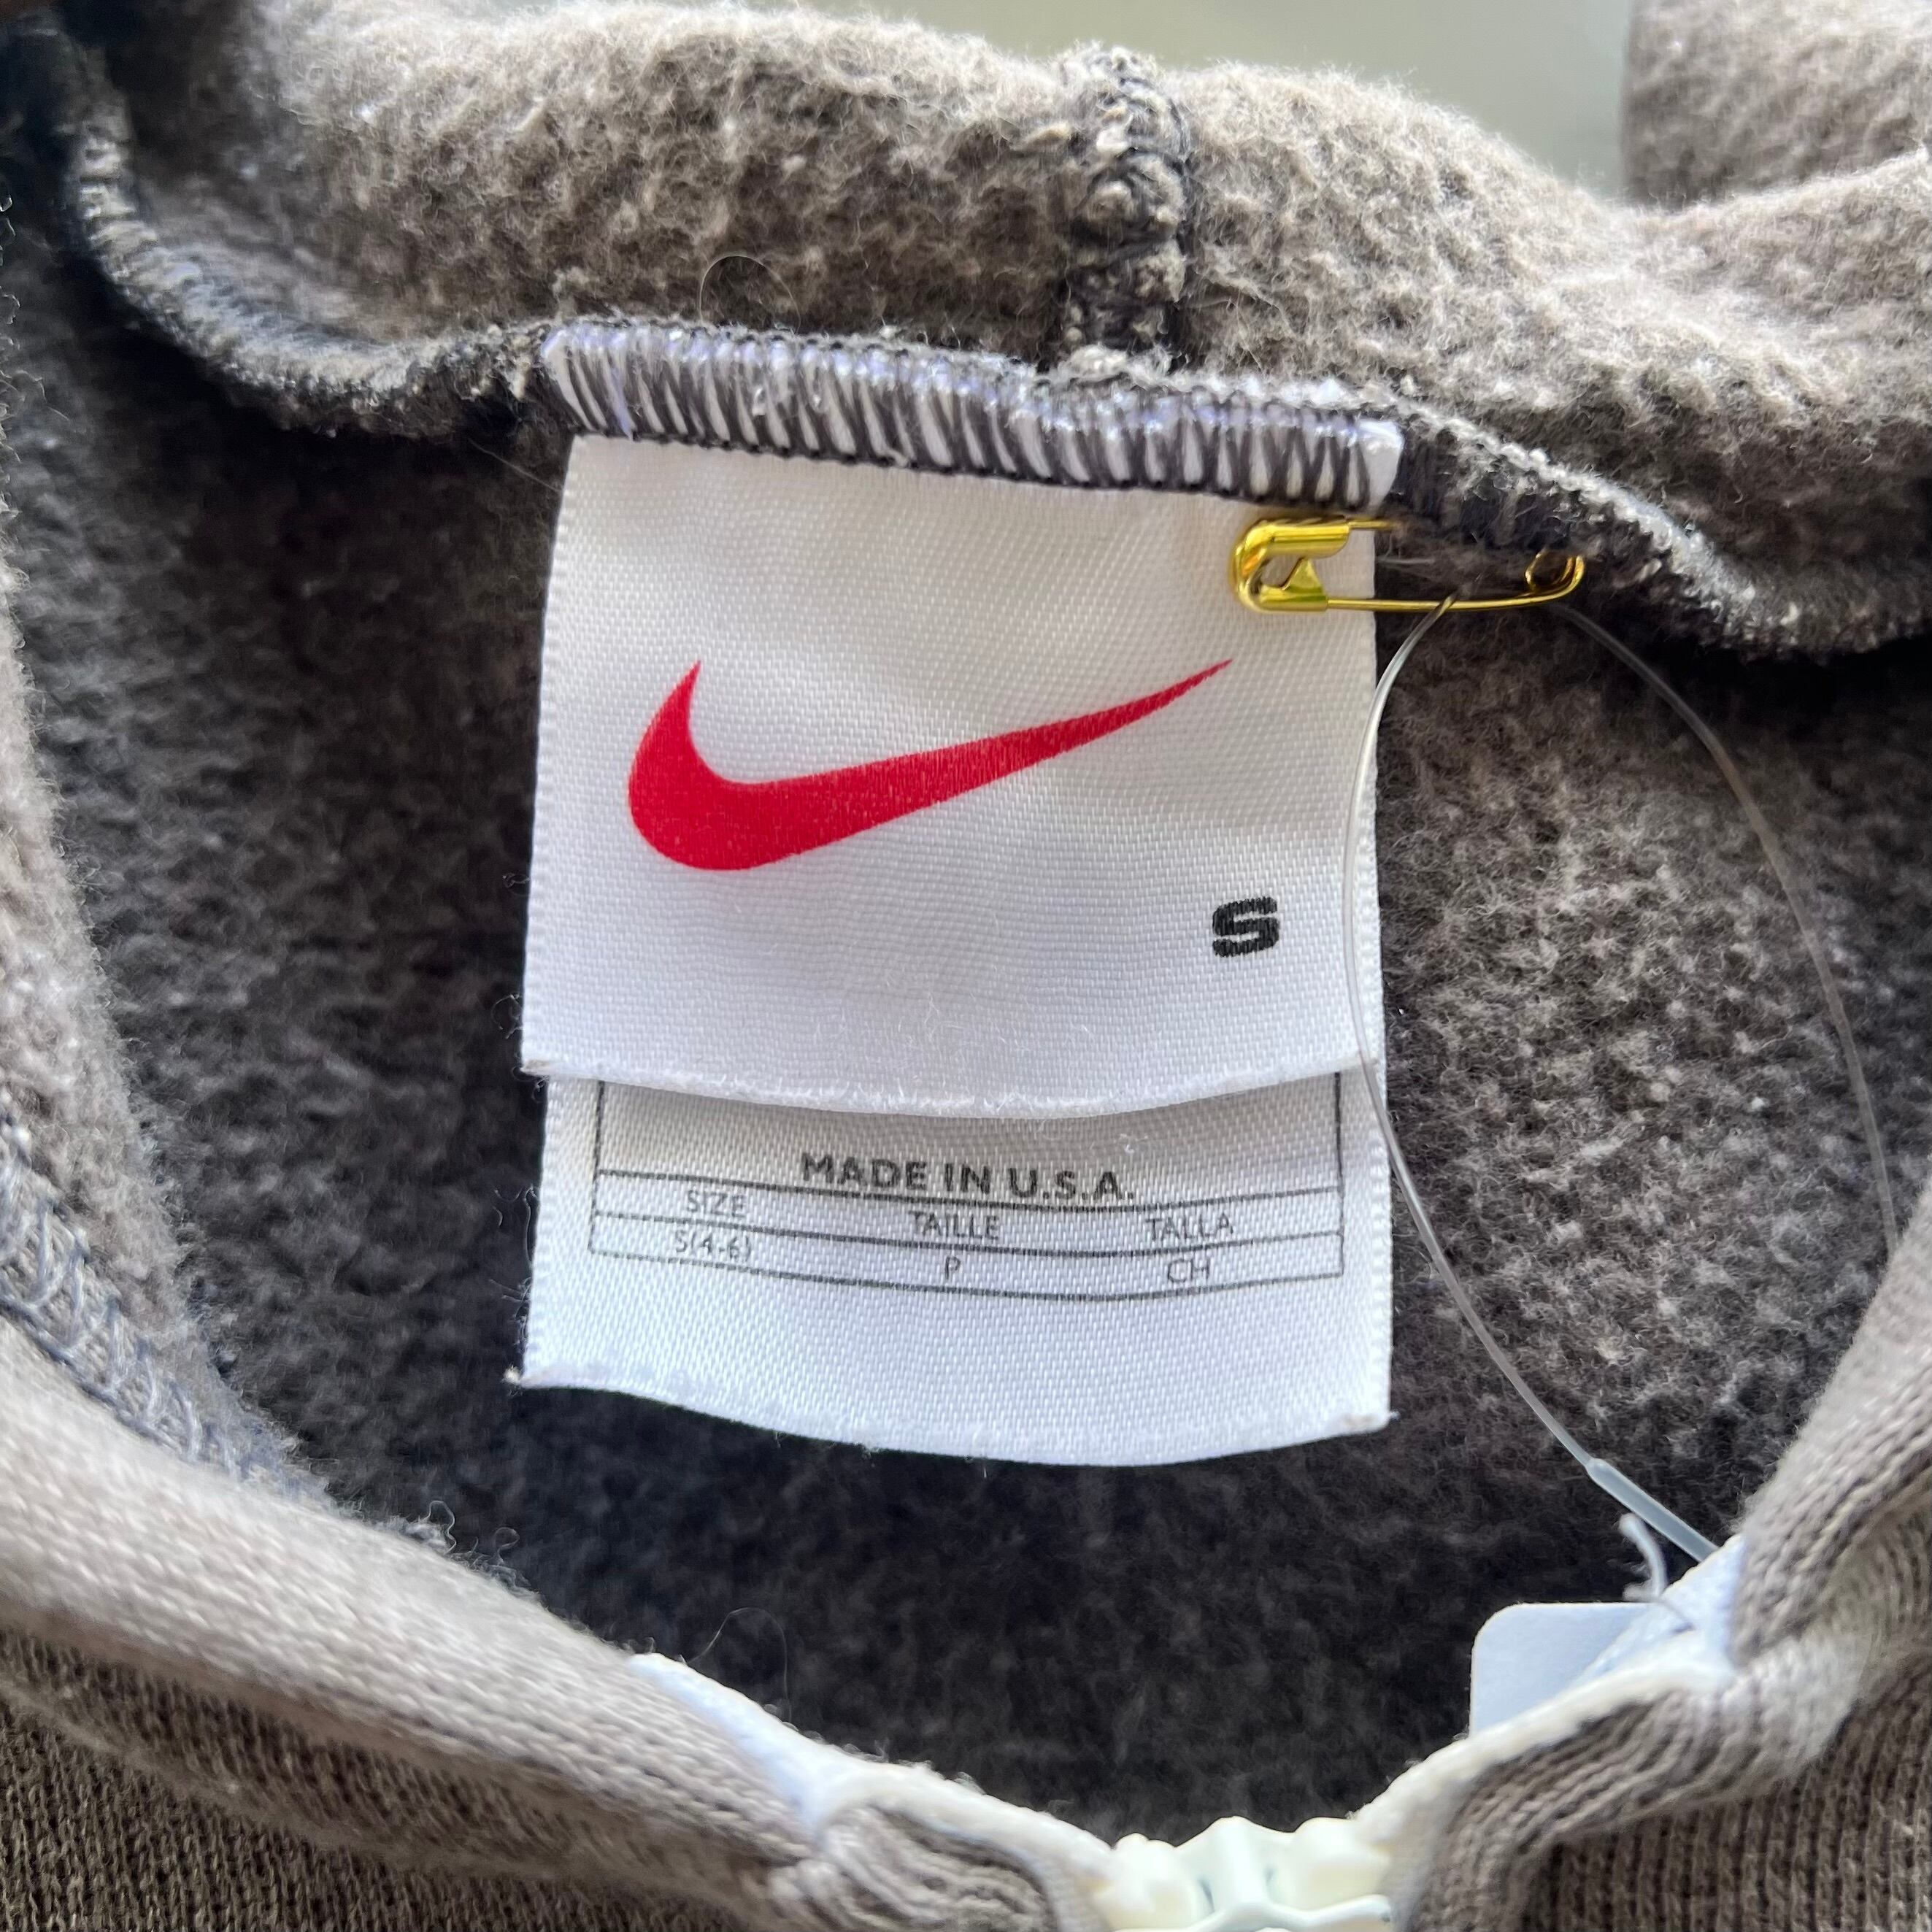 S
MADE IN U.S.A.
SIZE TAILLE TALLA
S(4-6) P CH